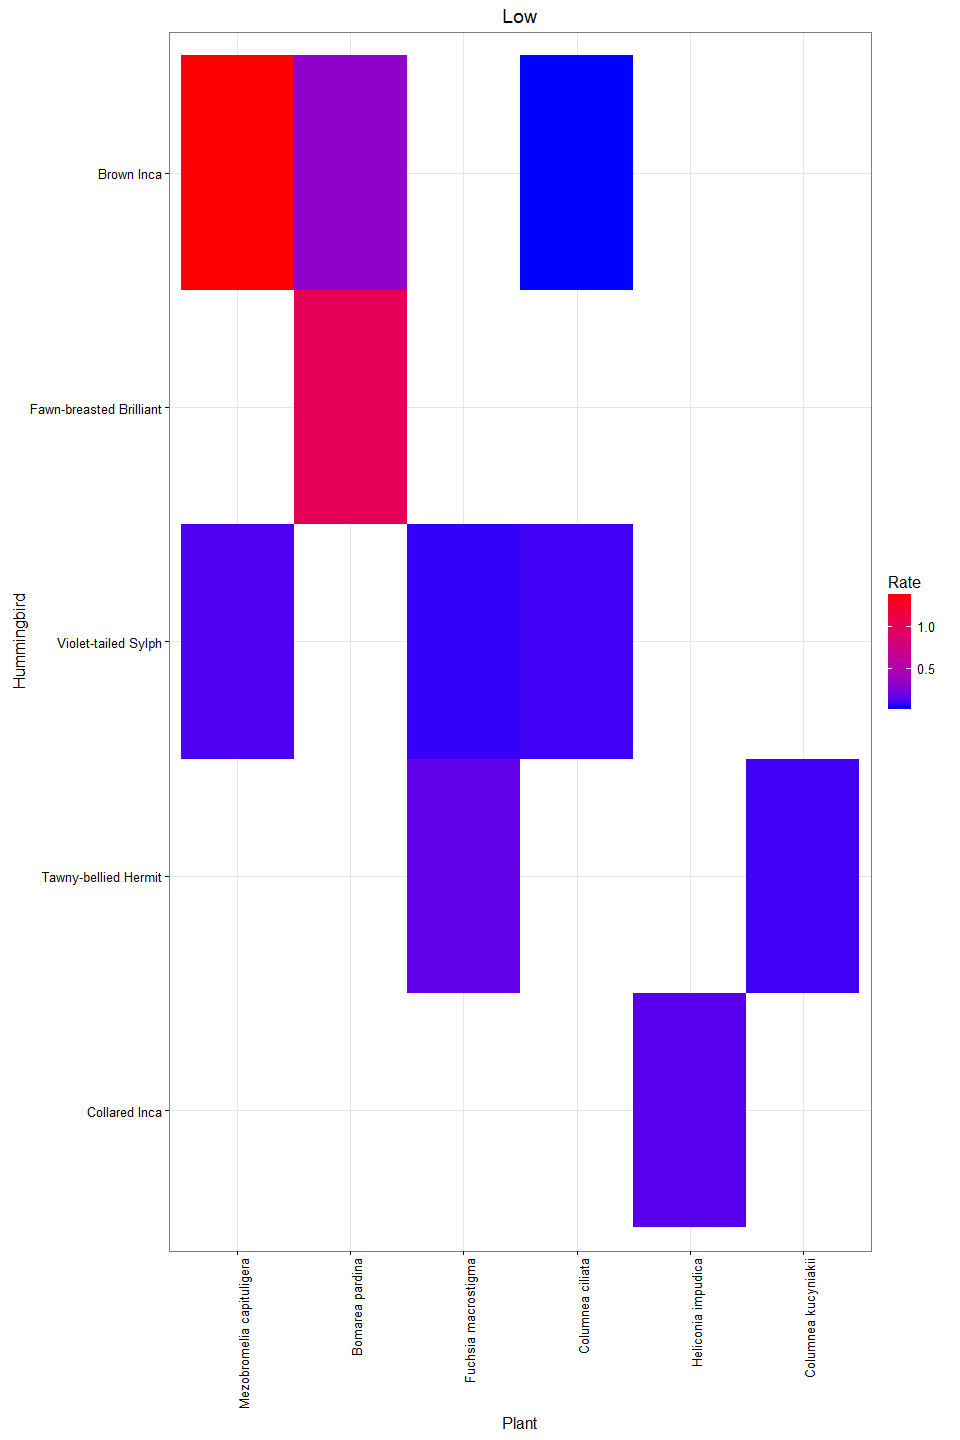 Low
Hummingbird
Brown Inca
Fawn-breasted Brilliant
Violet-tailed Sylph
Tawny-bellied Hermit
Collared Inca
Rate
1.0
0.5
Mezobromelia capituligera
Bomarea pardina
Fuchsia macrostigma
Columnea ciliata
Heliconia impudica
Columnea kucyniakii
Plant